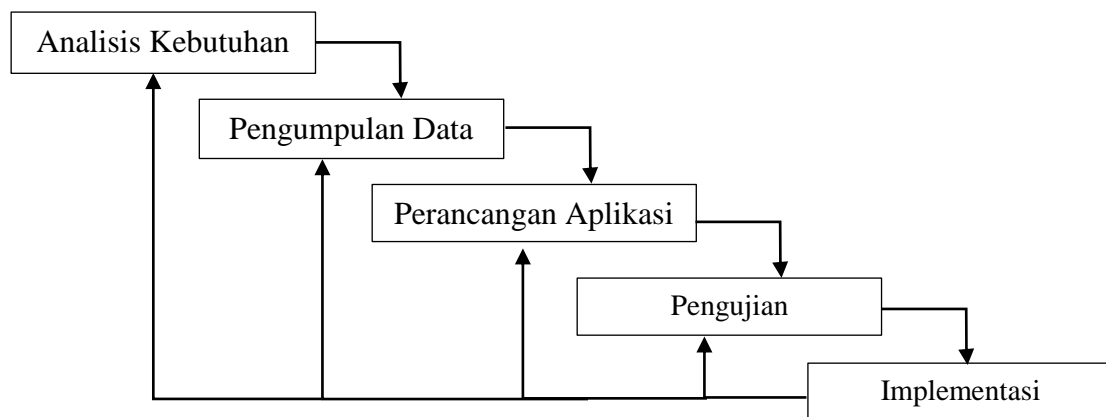 Analisis Kebutuhan
Pengumpulan Data
Perancangan Aplikasi
Pengujian
Implementasi